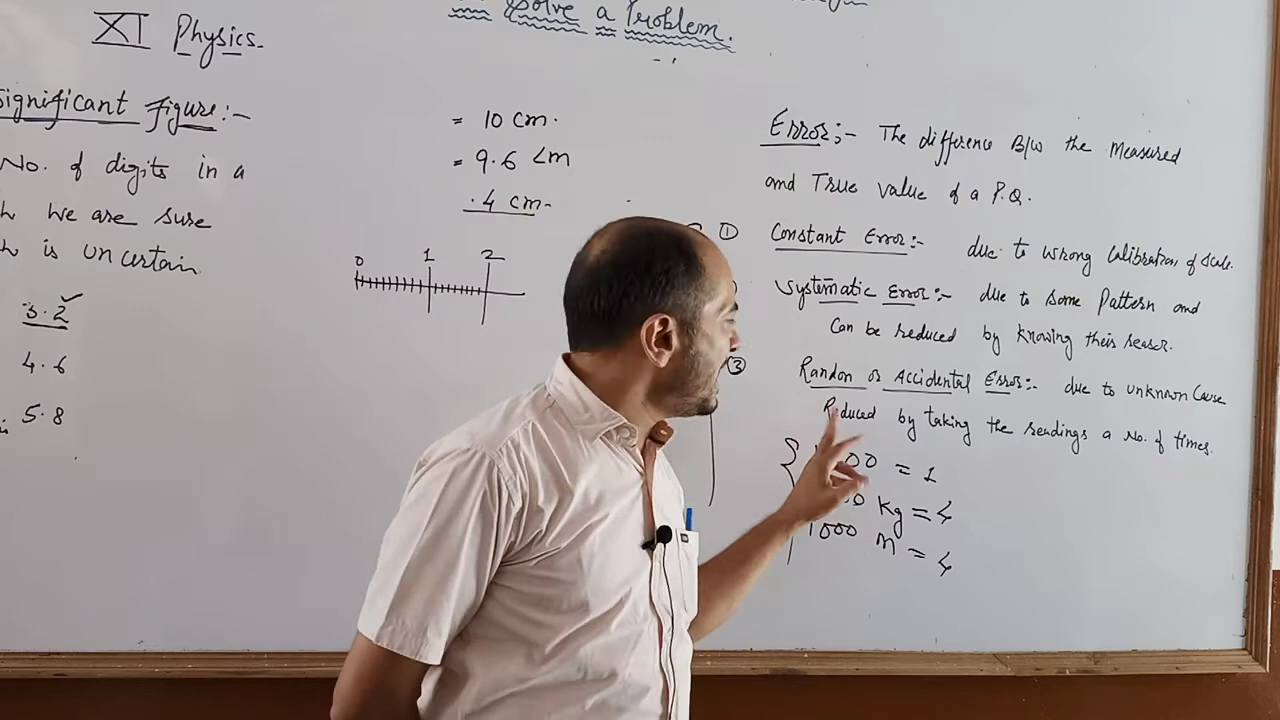 Solve a Problem.
XI Physics.
Significant figure:-
No. of digits in a
we are sure
is uncertain
3.2
4.6
5.8
= 10 cm.
= 9.6 cm
.4 cm-
0 1 2
Error:- The difference B/w the Measured
and True value of a P.Q.
① Constant Error:- due to wrong Calibration of Scale.
Systematic Error:- due to Some Pattern and
Can be reduced by knowing their reason.
③ Randon or Accidental Error:- due to unknown Cause
Reduced by taking the readings a No. of times.
00 = 1
00 kg = 4
1000 m = 4